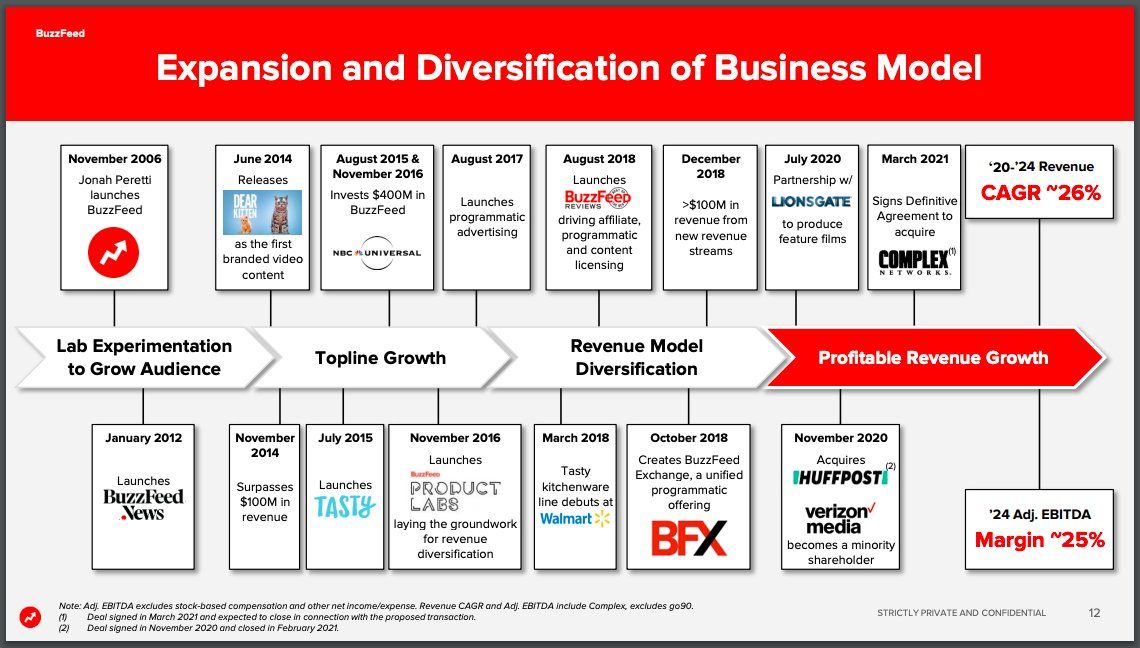 BuzzFeed
Expansion and Diversification of Business Model
November 2006
Jonah Peretti
launches
BuzzFeed
June 2014
Releases
DEAR
KITTEN
as the first
branded video
content
August 2015 &
November 2016
Invests $400M in
BuzzFeed
NBC UNIVERSAL
August 2017
Launches
programmatic
advertising
August 2018
Launches
BuzzFeed
REVIEWS
driving affiliate,
programmatic
and content
licensing
December
2018
>$100M in
revenue from
new revenue
streams
July 2020
Partnership w/
LIONSGATE
to produce
feature films
March 2021
Signs Definitive
Agreement to
acquire
COMPLEX(1)
NETWORKS.
‘20-’24 Revenue
CAGR ~26%
Lab Experimentation
to Grow Audience
Topline Growth
Revenue Model
Diversification
Profitable Revenue Growth
January 2012
Launches
BuzzFeed
News
November
2014
Surpasses
$100M in
revenue
July 2015
Launches
TASTY
November 2016
Launches
BuzzFeed
PRODUCT
LABS
laying the groundwork
for revenue
diversification
March 2018
Tasty
kitchenware
line debuts at
Walmart
October 2018
Creates BuzzFeed
Exchange, a unified
programmatic
offering
BFX
November 2020
Acquires
HUFFPOST(2)
verizon
media
becomes a minority
shareholder
’24 Adj. EBITDA
Margin ~25%
Note: Adj. EBITDA excludes stock-based compensation and other net income/expense. Revenue CAGR and Adj. EBITDA include Complex, excludes go90.
(1) Deal signed in March 2021 and expected to close in connection with the proposed transaction.
(2) Deal signed in November 2020 and closed in February 2021.
STRICTLY PRIVATE AND CONFIDENTIAL 12